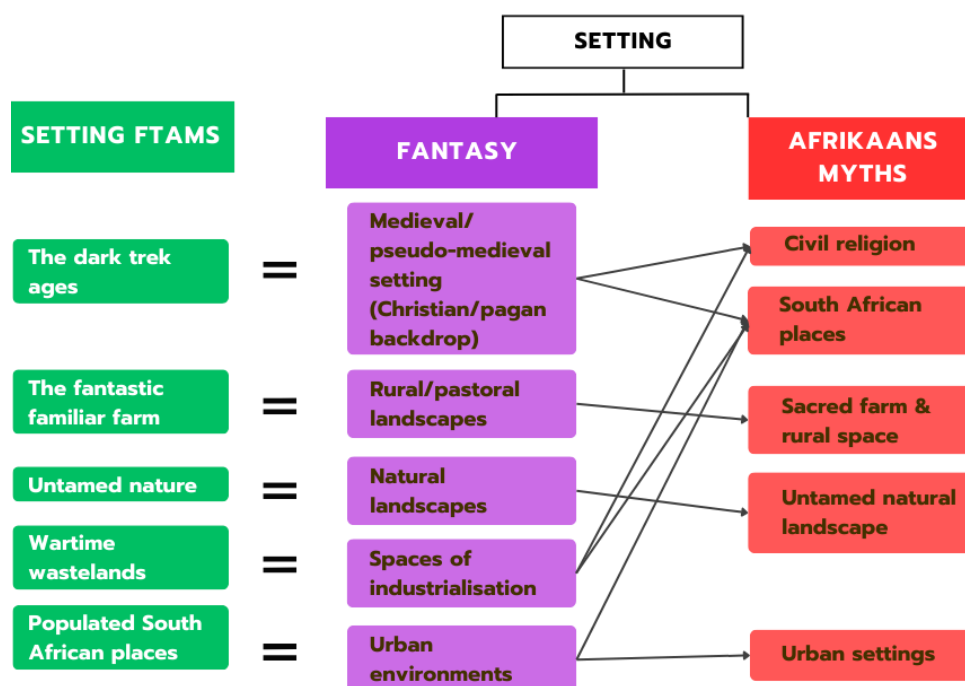 SETTING
SETTING FTAMS
FANTASY
AFRIKAANS
MYTHS
The dark trek
ages
=
Medieval/
pseudo-medieval
setting
(Christian/pagan
backdrop)
Civil religion
South African
places
The fantastic
familiar farm
=
Rural/pastoral
landscapes
Sacred farm &
rural space
Untamed nature
=
Natural
landscapes
Untamed natural
landscape
Wartime
wastelands
=
Spaces of
industrialisation
Populated South
African places
=
Urban
environments
Urban settings